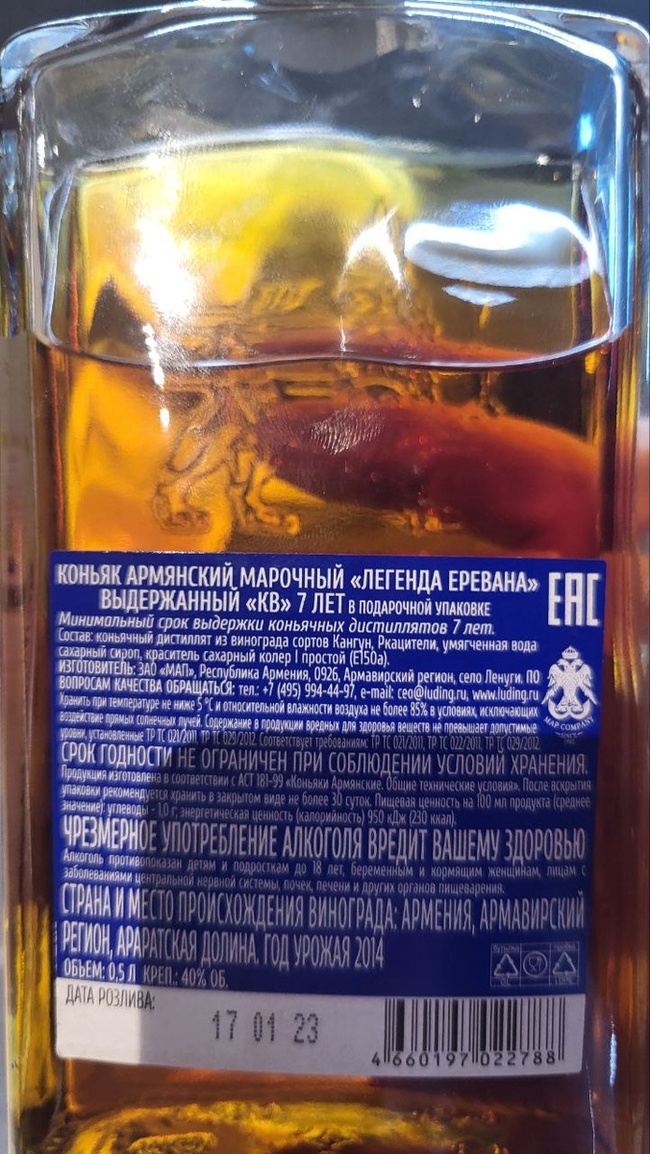 КОНЬЯК АРМЯНСКИЙ МАРОЧНЫЙ «ЛЕГЕНДА ЕРЕВАНА»
ВЫДЕРЖАННЫЙ «КВ» 7 ЛЕТ В ПОДАРОЧНОЙ УПАКОВКЕ
EAC
Минимальный срок выдержки коньячных дистиллятов 7 лет.
Состав: коньячный дистиллят из винограда сортов Кангун, Ркацители, умягченная вода
сахарный сироп, краситель сахарный колер I простой (Е150а).
ИЗГОТОВИТЕЛЬ: ЗАО «МАП», Республика Армения, 0926, Армавирский регион, село Ленуги. ПО
ВОПРОСАМ КАЧЕСТВА ОБРАЩАТЬСЯ: тел.: +7 (495) 994-44-97, e-mail: ceo@luding.ru, www.luding.ru
Хранить при температуре не ниже 5 °С и относительной влажности воздуха не более 85% в условиях, исключающих
воздействие прямых солнечных лучей. Содержание в продукции вредных для здоровья веществ не превышает допустимые
уровни, установленные ТР ТС 021/2011, ТР ТС 029/2012. Соответствует требованиям: ТР ТС 021/2011, ТР ТС 022/2011, ТР ТС 029/2012.
MAP COMPANY
СРОК ГОДНОСТИ НЕ ОГРАНИЧЕН ПРИ СОБЛЮДЕНИИ УСЛОВИЙ ХРАНЕНИЯ.
Продукция изготовлена в соответствии с АСТ 181-99 «Коньяки Армянские. Общие технические условия». После вскрытия
упаковки рекомендуется хранить в закрытом виде не более 30 суток. Пищевая ценность на 100 мл продукта (средние
значения): углеводы - 1,0 г; энергетическая ценность (калорийность) 950 кДж (230 ккал).
ЧРЕЗМЕРНОЕ УПОТРЕБЛЕНИЕ АЛКОГОЛЯ ВРЕДИТ ВАШЕМУ ЗДОРОВЬЮ
Алкоголь противопоказан детям и подросткам до 18 лет, беременным и кормящим женщинам, лицам с
заболеваниями центральной нервной системы, почек, печени и других органов пищеварения.
СТРАНА И МЕСТО ПРОИСХОЖДЕНИЯ ВИНОГРАДА: АРМЕНИЯ, АРМАВИРСКИЙ
РЕГИОН, АРАРАТСКАЯ ДОЛИНА. ГОД УРОЖАЯ 2014
ОБЪЕМ: 0,5 Л КРЕП.: 40% ОБ.
бутылка пробка
ДАТА РОЗЛИВА:
17 01 23
4 660197 022788